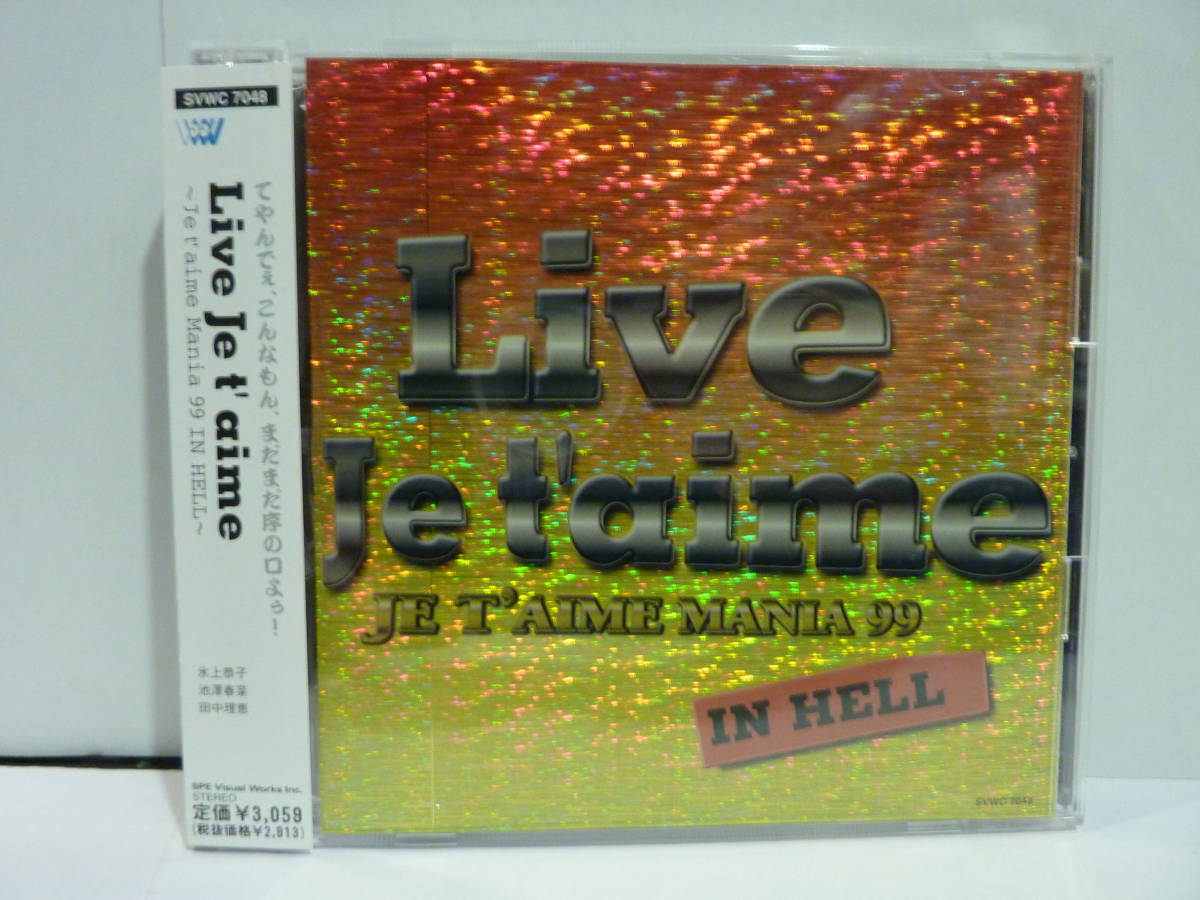 SVWC 7048
てやんでぇ、こんなもん、まだまだ序の口よぅ!
Live Je t'aime
~Je t'aime Mania 99 IN HELL~
氷上恭子
池澤春菜
田中理恵
SPE Visual Works Inc.
STEREO
定価¥3,059
(税抜価格¥2,913)
Live
Je t'aime
JE T'AIME MANIA 99
IN HELL
SVWC 7048